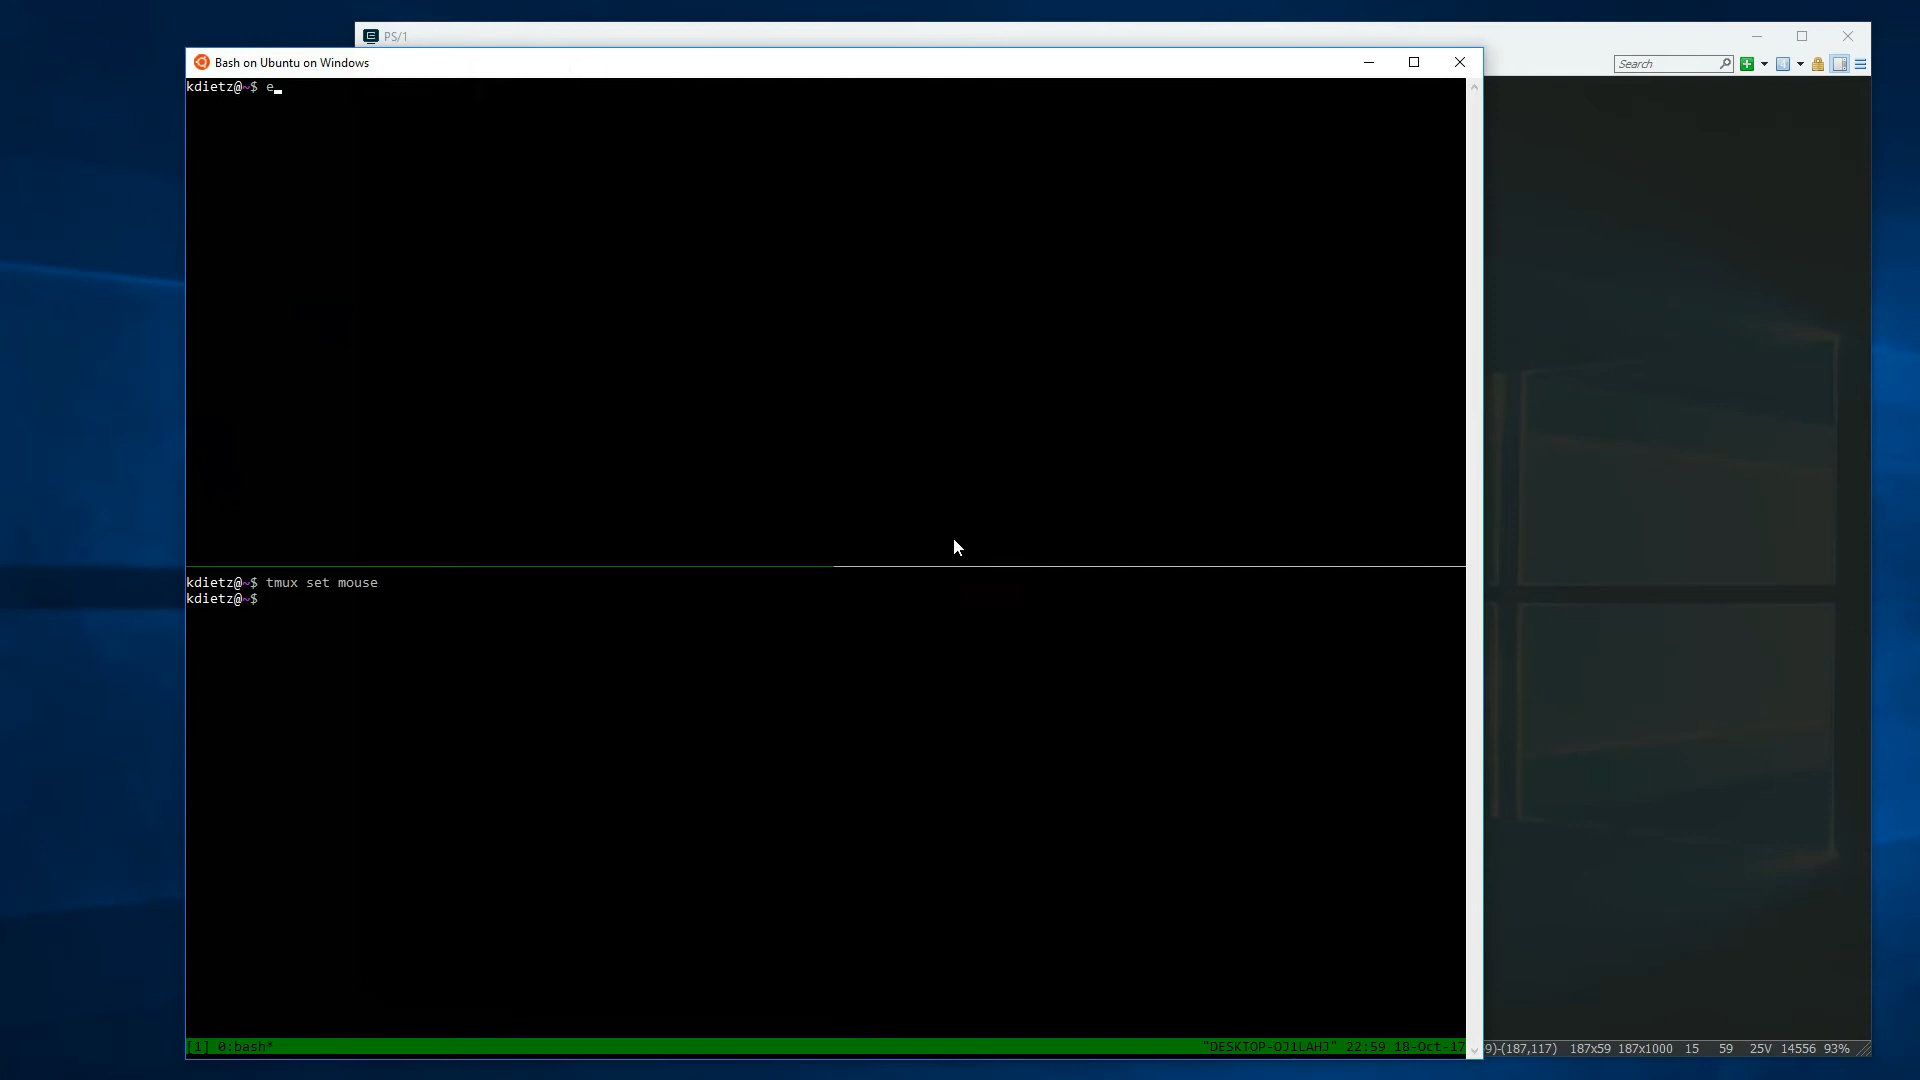 PS/1
Bash on Ubuntu on Windows
Search
kdietz@~$ e
kdietz@~$ tmux set mouse
kdietz@~$
[1] 0:bash*
"DESKTOP-OJ1LAHJ" 22:59 18-Oct-17
9)-(187,117) 187x59 187x1000 15 59 25V 14556 93%